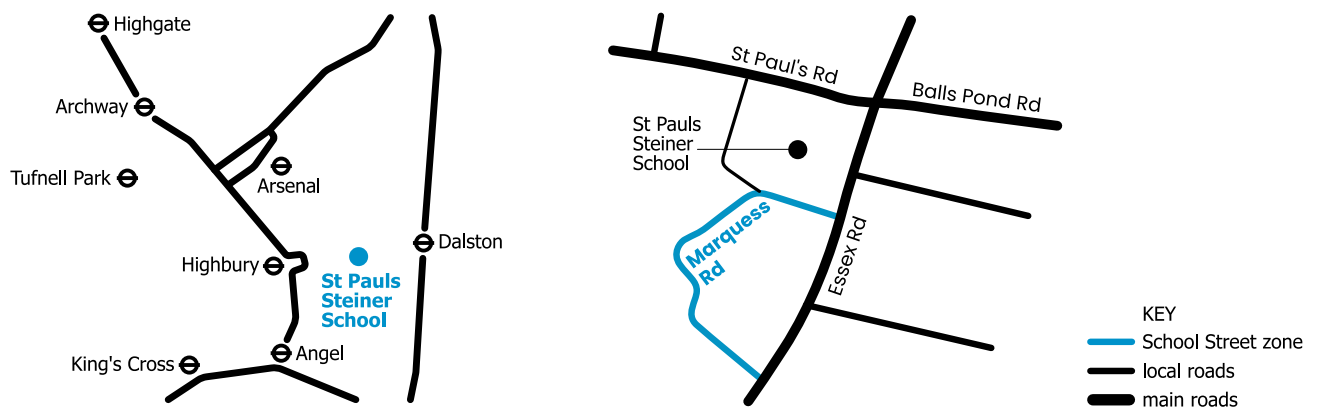 Highgate
Archway
Tufnell Park
Arsenal
Highbury
Dalston
St Pauls
Steiner
School
King's Cross
Angel
St Paul's Rd
Balls Pond Rd
St Pauls
Steiner
School
Marquess
Rd
Essex Rd
KEY
School Street zone
local roads
main roads